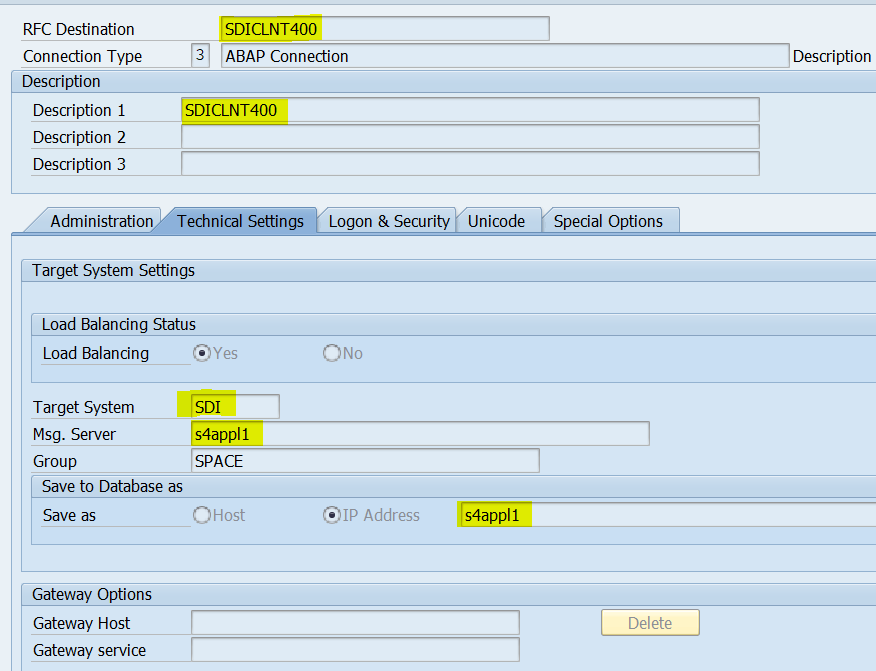 RFC Destination SDICLNT400
Connection Type 3 ABAP Connection Description
Description
Description 1 SDICLNT400
Description 2
Description 3
Administration Technical Settings Logon & Security Unicode Special Options
Target System Settings
Load Balancing Status
Load Balancing Yes No
Target System SDI
Msg. Server s4appl1
Group SPACE
Save to Database as
Save as Host IP Address s4appl1
Gateway Options
Gateway Host Delete
Gateway service